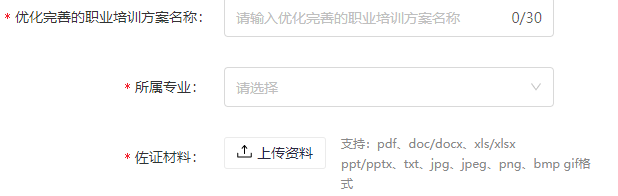 * 优化完善的职业培训方案名称： 请输入优化完善的职业培训方案名称 0/30
* 所属专业： 请选择
* 佐证材料： 上传资料 支持：pdf、doc/docx、xls/xlsx
ppt/pptx、txt、jpg、jpeg、png、bmp gif格
式